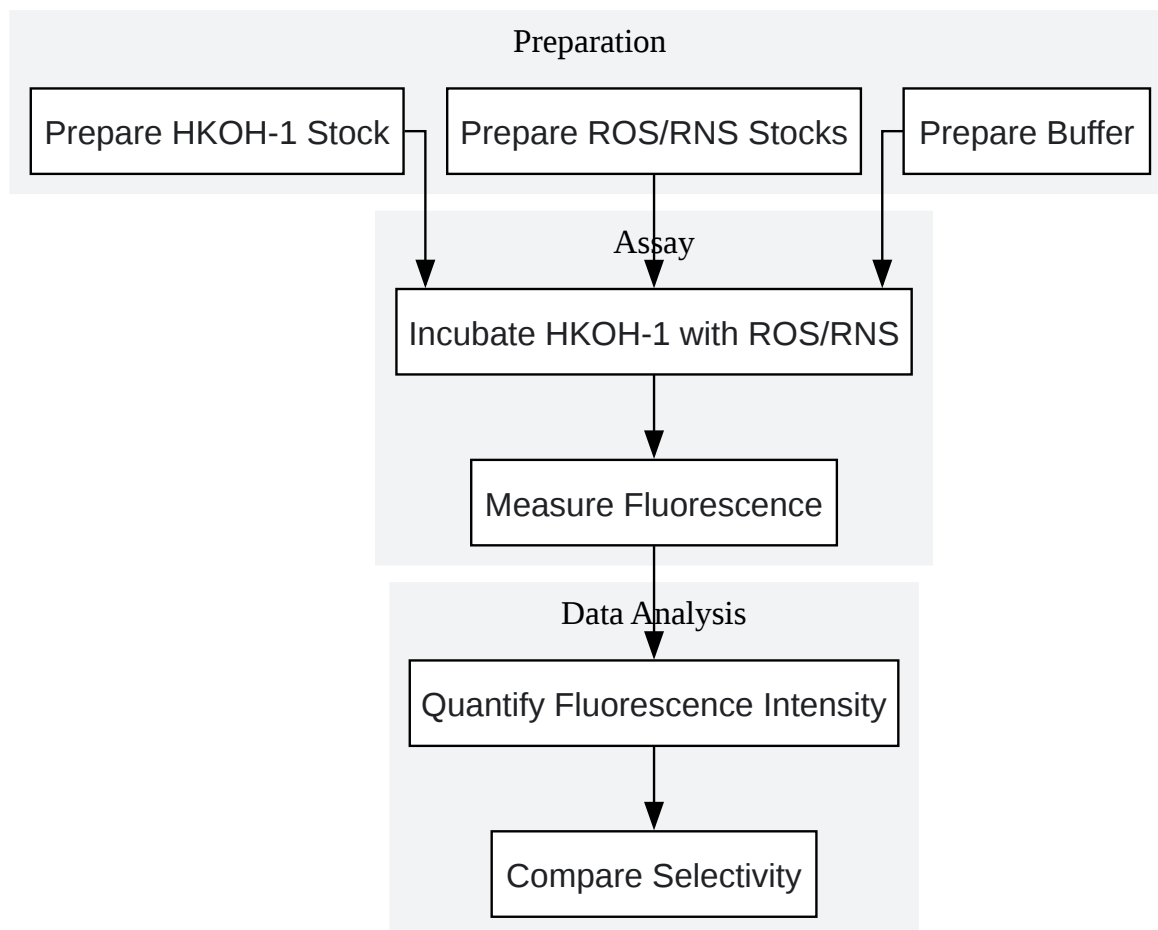 Preparation
Prepare HKOH-1 Stock
Prepare ROS/RNS Stocks
Prepare Buffer
Assay
Incubate HKOH-1 with ROS/RNS
Measure Fluorescence
Data Analysis
Quantify Fluorescence Intensity
Compare Selectivity